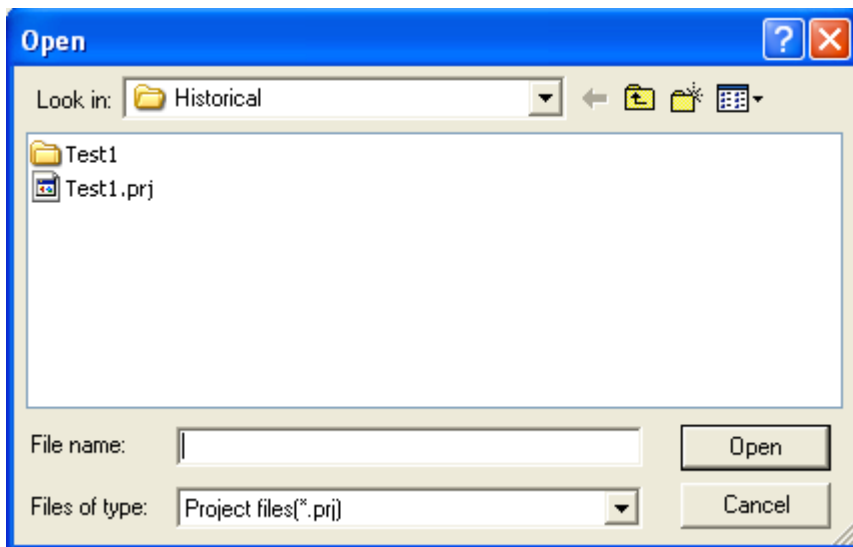 Open
Look in: Historical
Test1
Test1.prj
File name:
Open
Files of type: Project files(*.prj)
Cancel